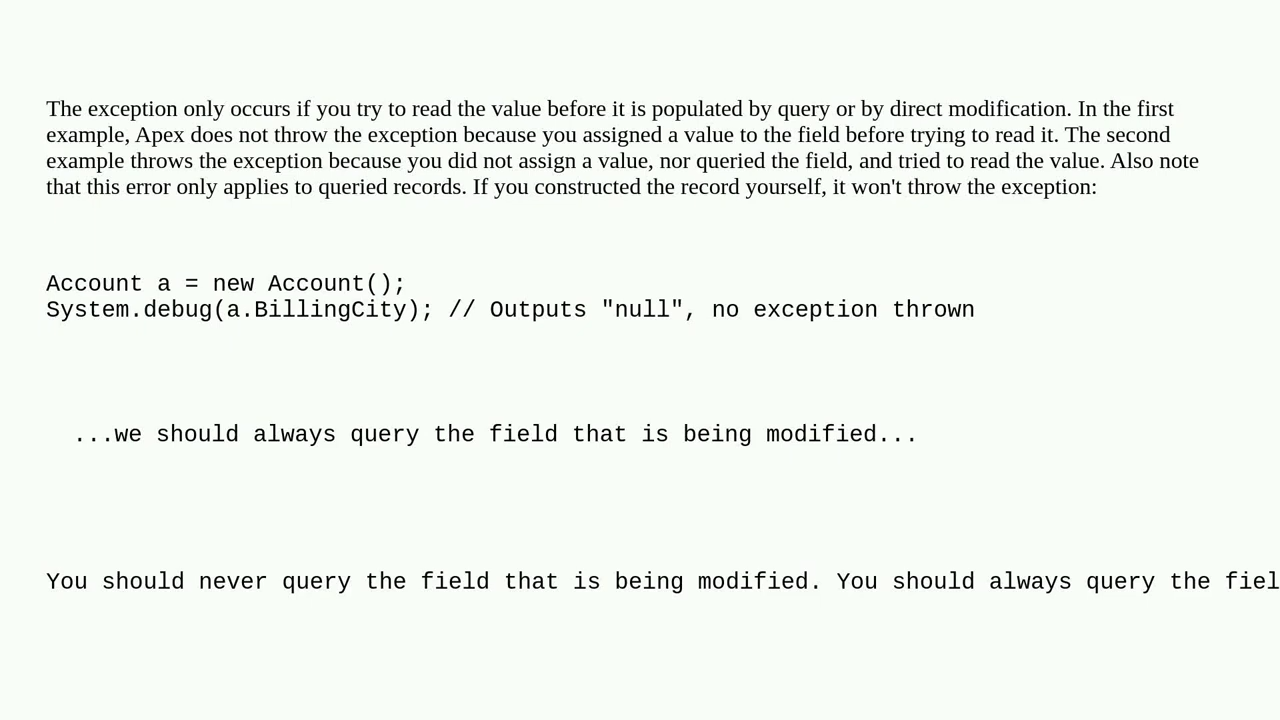 The exception only occurs if you try to read the value before it is populated by query or by direct modification. In the first
example, Apex does not throw the exception because you assigned a value to the field before trying to read it. The second
example throws the exception because you did not assign a value, nor queried the field, and tried to read the value. Also note
that this error only applies to queried records. If you constructed the record yourself, it won't throw the exception:
Account a = new Account();
System.debug(a.BillingCity); // Outputs "null", no exception thrown
...we should always query the field that is being modified...
You should never query the field that is being modified. You should always query the